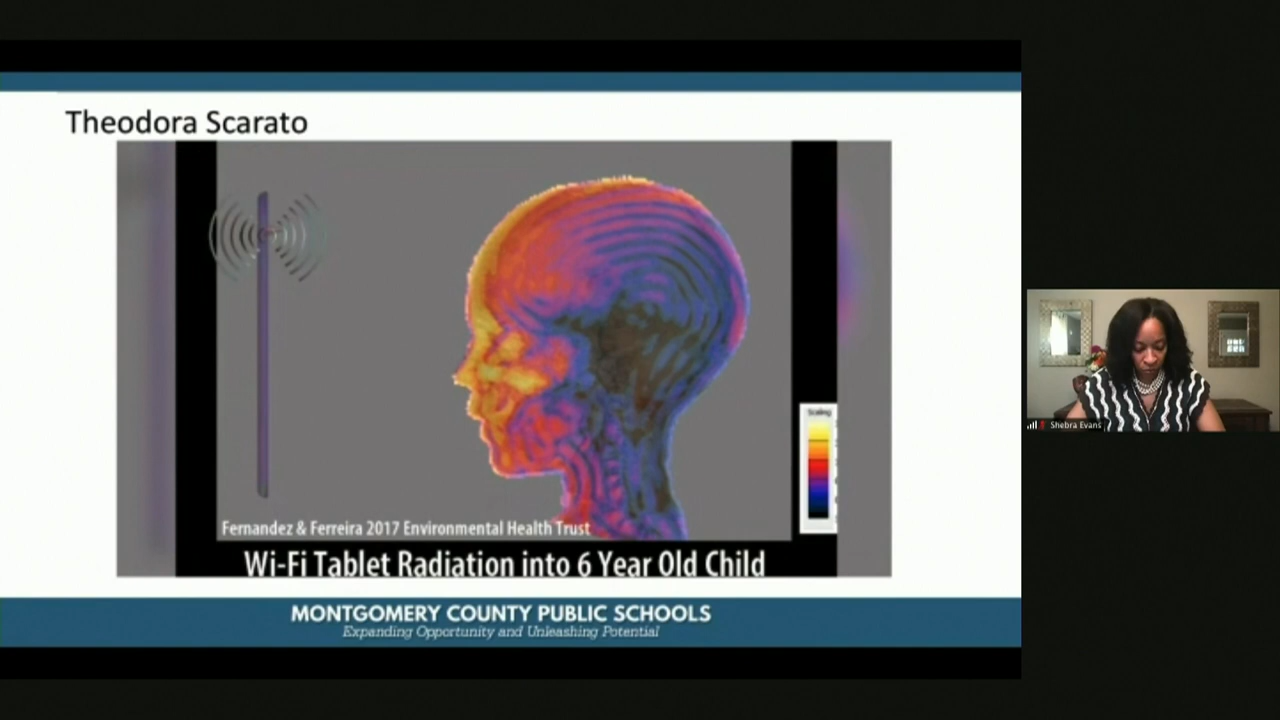 Theodora Scarato
Scaling
Fernandez & Ferreira 2017 Environmental Health Trust
Wi-Fi Tablet Radiation into 6 Year Old Child
MONTGOMERY COUNTY PUBLIC SCHOOLS
Expanding Opportunity and Unleashing Potential
Shebra Evans